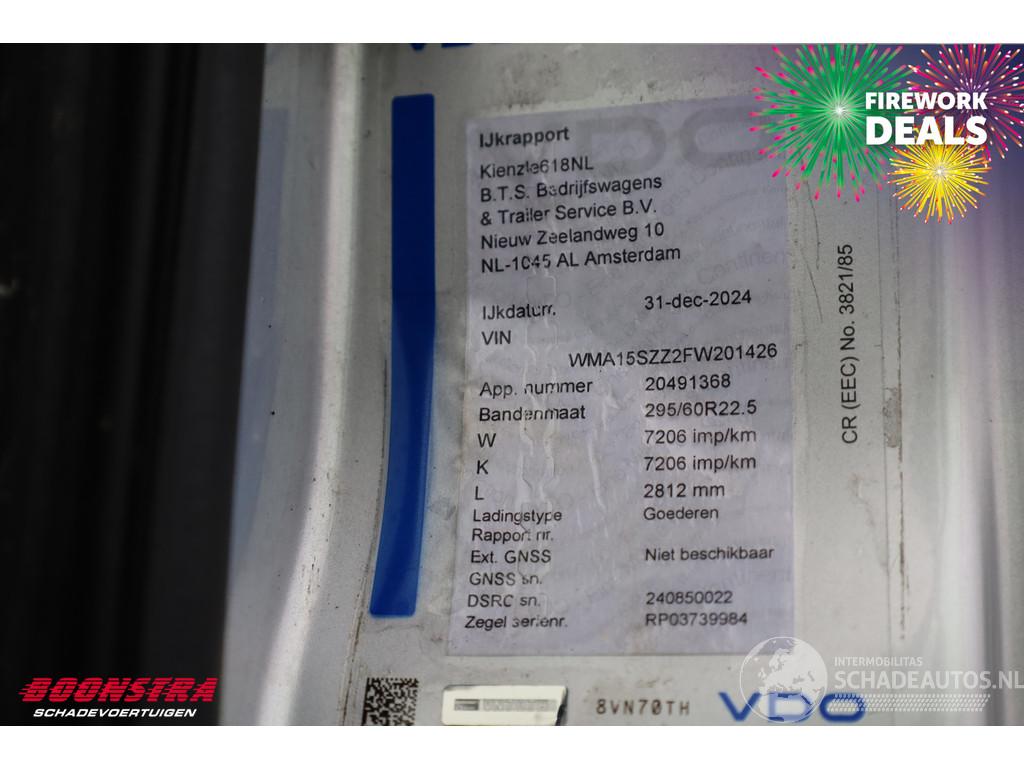 FIREWORK
DEALS
IJkrapport
Kienzle618NL
B.T.S. Bedrijfswagens
& Trailer Service B.V.
Nieuw Zeelandweg 10
NL-1045 AL Amsterdam
IJkdatum. 31-dec-2024
VIN
WMA15SZZ2FW201426
App. nummer 20491368
Bandenmaat 295/60R22.5
W 7206 imp/km
K 7206 imp/km
L 2812 mm
Ladingstype Goederen
Rapport nr.
Ext. GNSS Niet beschikbaar
GNSS sn.
DSRC sn. 240850022
Zegel serienr. RP03739984
CR (EEC) No. 3821/85
8VN70TH
VDO
INTERMOBILITAS
SCHADEAUTOS.NL
BOONSTRA
SCHADEVOERTUIGEN